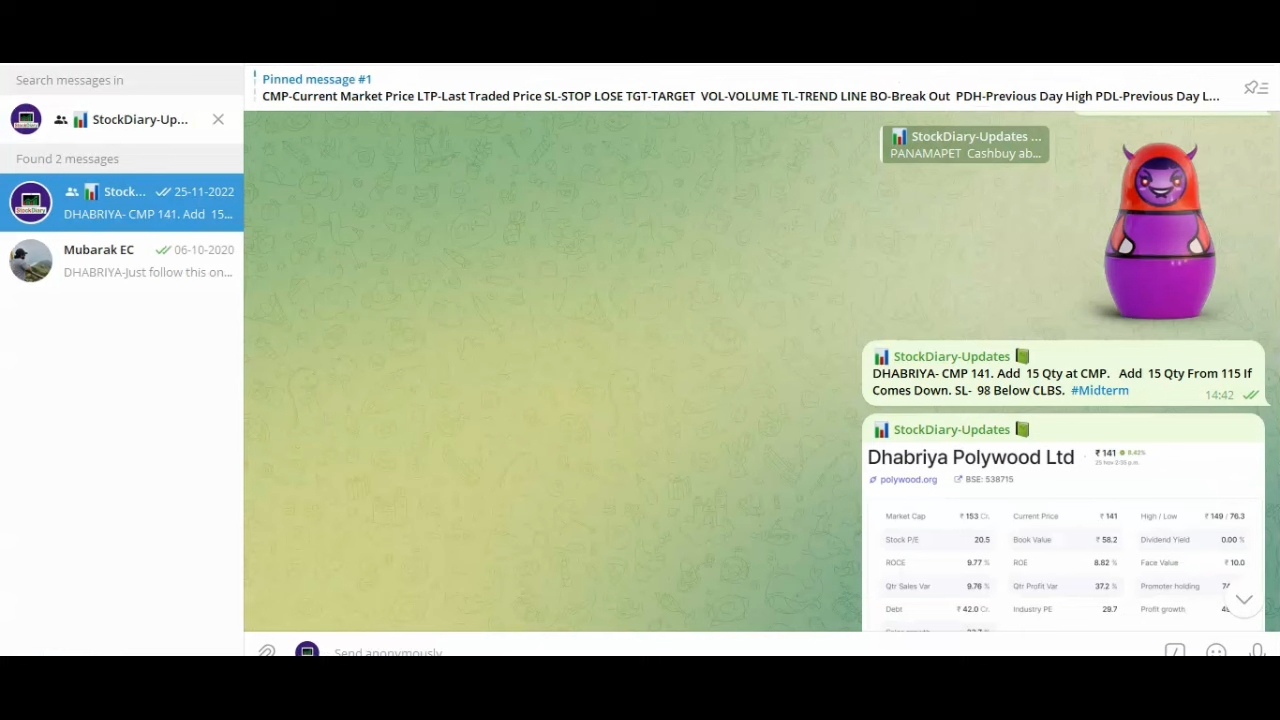 Search messages in
StockDiary-Up...
Found 2 messages
Stock... 25-11-2022
DHABRIYA- CMP 141. Add 15...
Mubarak EC 06-10-2020
DHABRIYA-Just follow this on...
Pinned message #1
CMP-Current Market Price LTP-Last Traded Price SL-STOP LOSE TGT-TARGET VOL-VOLUME TL-TREND LINE BO-Break Out PDH-Previous Day High PDL-Previous Day L...
StockDiary-Updates ...
PANAMAPET Cashbuy ab...
StockDiary-Updates
DHABRIYA- CMP 141. Add 15 Qty at CMP. Add 15 Qty From 115 If
Comes Down. SL- 98 Below CLBS. #Midterm
14:42
StockDiary-Updates
Dhabriya Polywood Ltd ₹ 141 8.42%
25 Nov 2:36 p.m.
polywood.org BSE: 538715
Market Cap ₹ 153 Cr. Current Price ₹ 141 High / Low ₹ 149 / 76.3
Stock P/E 20.5 Book Value ₹ 58.2 Dividend Yield 0.00 %
ROCE 9.77 % ROE 8.82 % Face Value ₹ 10.0
Qtr Sales Var 9.76 % Qtr Profit Var 37.2 % Promoter holding
Debt ₹ 42.0 Cr. Industry PE 29.7 Profit growth
Send anonymously